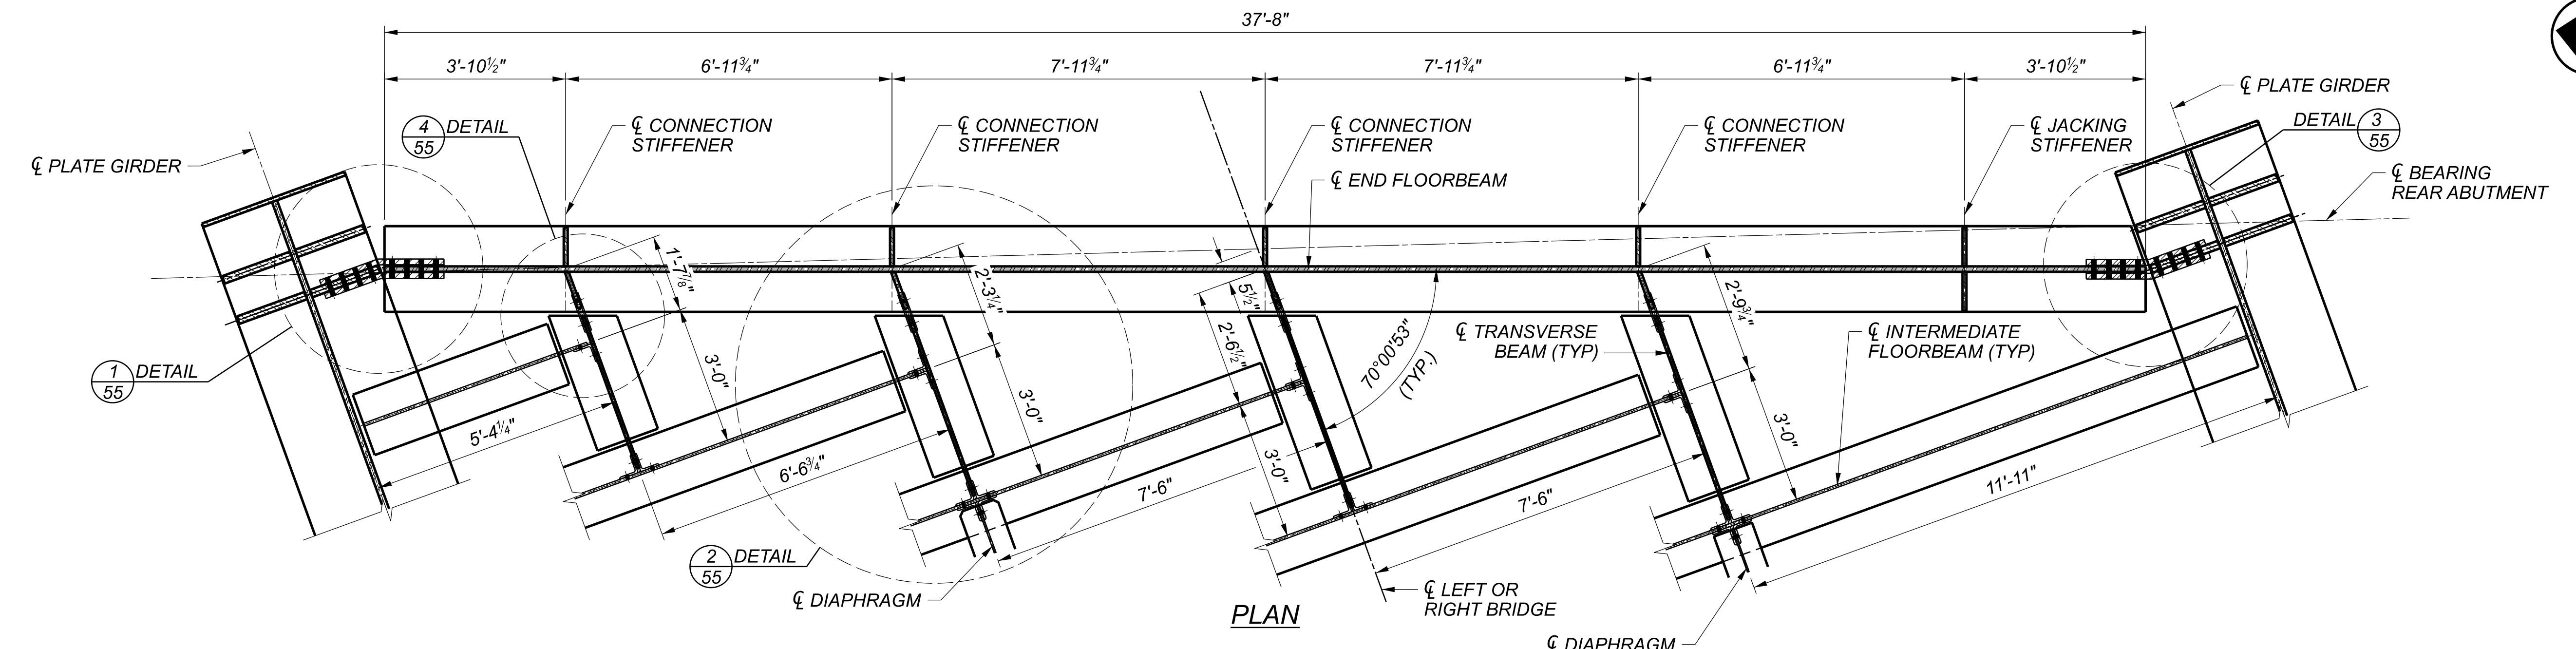 37'-8"
3'-10½"
6'-11¾"
7'-11¾"
7'-11¾"
6'-11¾"
3'-10½"
℄ PLATE GIRDER
DETAIL 3
55
4 DETAIL
55
℄ CONNECTION
STIFFENER
℄ CONNECTION
STIFFENER
℄ CONNECTION
STIFFENER
℄ CONNECTION
STIFFENER
℄ JACKING
STIFFENER
℄ PLATE GIRDER
℄ END FLOORBEAM
℄ BEARING
REAR ABUTMENT
1'-7⅞"
2'-3¼"
5½"
2'-9¾"
2'-6½"
70°00'53"
(TYP.)
℄ TRANSVERSE
BEAM (TYP)
℄ INTERMEDIATE
FLOORBEAM (TYP)
1 DETAIL
55
3'-0"
3'-0"
3'-0"
3'-0"
5'-4¼"
6'-6¾"
7'-6"
7'-6"
11'-11"
2 DETAIL
55
℄ DIAPHRAGM
℄ LEFT OR
RIGHT BRIDGE
PLAN
℄ DIAPHRAGM